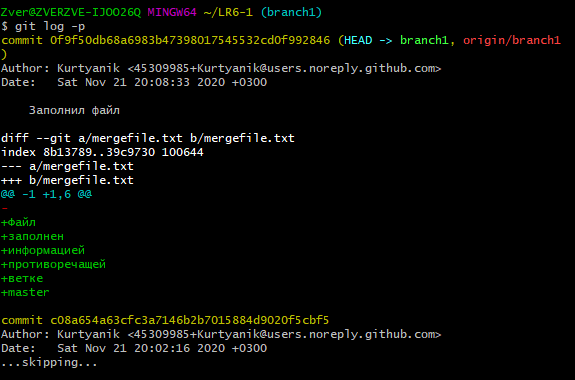 Zver@ZVERZVE-IJOO26Q MINGW64 ~/LR6-1 (branch1)
$ git log -p
commit 0f9f50db68a6983b47398017545532cd0f992846 (HEAD -> branch1, origin/branch1
)
Author: Kurtyanik <45309985+Kurtyanik@users.noreply.github.com>
Date:   Sat Nov 21 20:08:33 2020 +0300

    Заполнил файл

diff --git a/mergefile.txt b/mergefile.txt
index 8b13789..39c9730 100644
--- a/mergefile.txt
+++ b/mergefile.txt
@@ -1 +1,6 @@
-
+Файл
+заполнен
+информацией
+противоречащей
+ветке
+master

commit c08a654a63cfc3a7146b2b7015884d9020f5cbf5
Author: Kurtyanik <45309985+Kurtyanik@users.noreply.github.com>
Date:   Sat Nov 21 20:02:16 2020 +0300
...skipping...